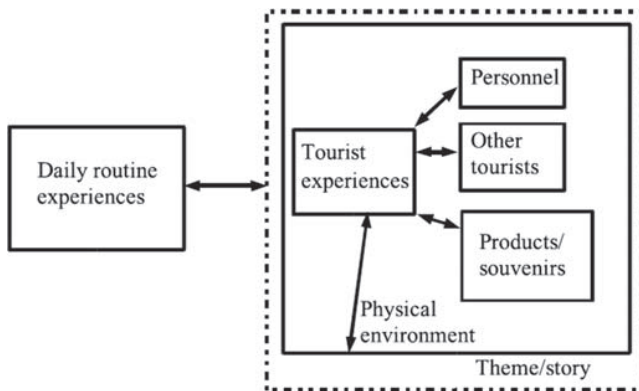 Daily routine
experiences
Tourist
experiences
Personnel
Other
tourists
Products/
souvenirs
Physical
environment
Theme/story